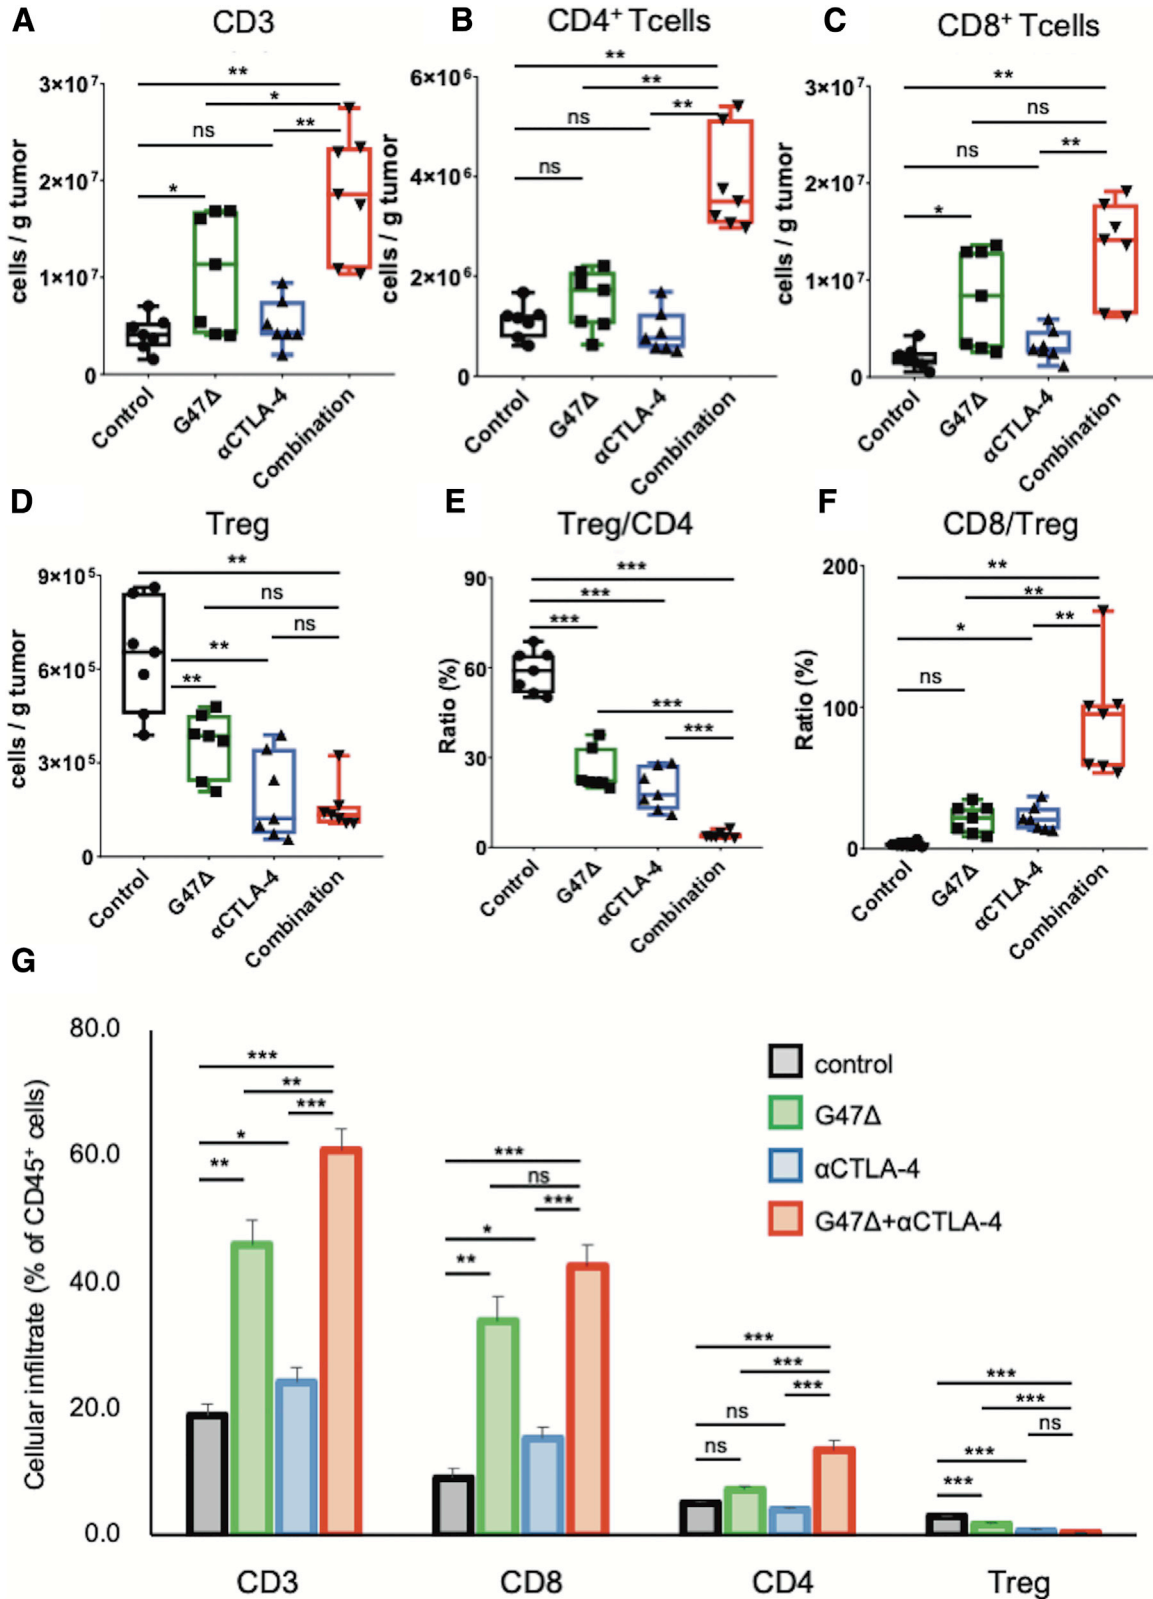 A CD3
3×10⁷
2×10⁷
1×10⁷
0
cells / g tumor
**
*
ns
**
*
Control
G47Δ
αCTLA-4
Combination
B CD4⁺ Tcells
6×10⁶
4×10⁶
2×10⁶
0
cells / g tumor
**
**
**
ns
ns
Control
G47Δ
αCTLA-4
Combination
C CD8⁺ Tcells
3×10⁷
2×10⁷
1×10⁷
0
cells / g tumor
**
ns
**
ns
*
Control
G47Δ
αCTLA-4
Combination
D Treg
9×10⁵
6×10⁵
3×10⁵
0
cells / g tumor
**
ns
ns
**
**
Control
G47Δ
αCTLA-4
Combination
E Treg/CD4
90
60
30
0
Ratio (%)
***
***
***
***
***
Control
G47Δ
αCTLA-4
Combination
F CD8/Treg
200
100
0
Ratio (%)
**
**
**
*
ns
Control
G47Δ
αCTLA-4
Combination
G
80.0
60.0
40.0
20.0
0.0
Cellular infiltrate (% of CD45⁺ cells)
***
**
***
*
**
***
ns
***
*
**
***
***
***
ns
ns
***
***
ns
***
***
control
G47Δ
αCTLA-4
G47Δ+αCTLA-4
CD3 CD8 CD4 Treg